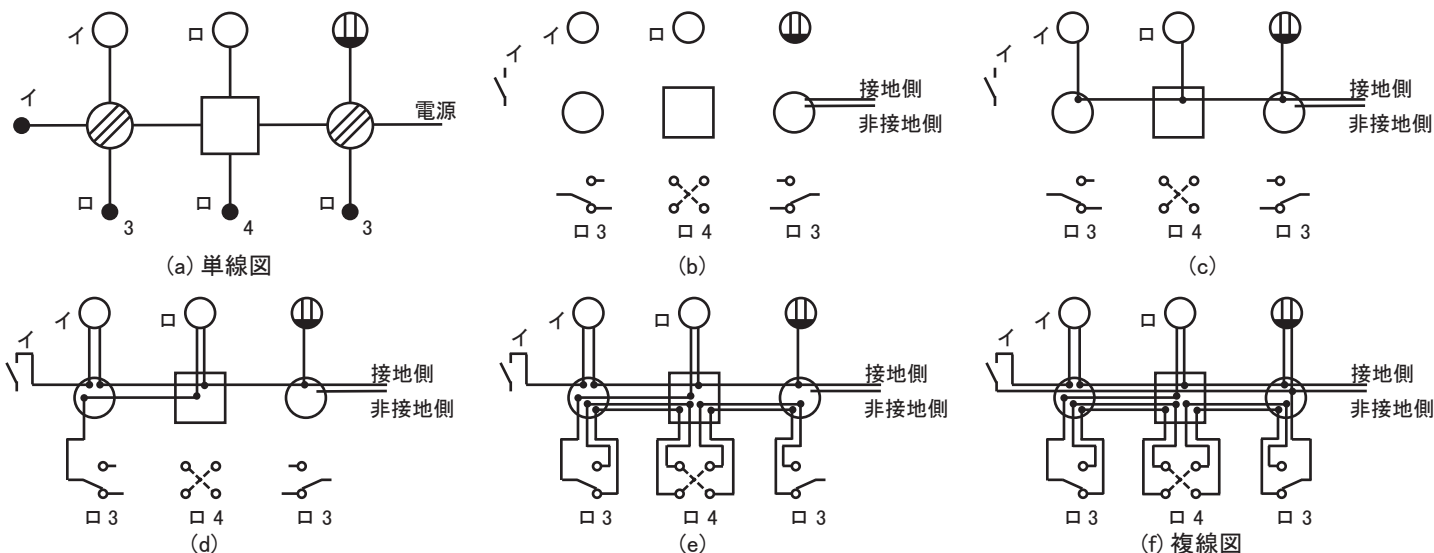 イ ロ
イ
電源
ロ 3 ロ 4 ロ 3
(a) 単線図
イ イ ロ
接地側
非接地側
ロ 3 ロ 4 ロ 3
(b)
イ イ ロ
接地側
非接地側
ロ 3 ロ 4 ロ 3
(c)
イ イ ロ
接地側
非接地側
ロ 3 ロ 4 ロ 3
(d)
イ イ ロ
接地側
非接地側
ロ 3 ロ 4 ロ 3
(e)
イ イ ロ
接地側
非接地側
ロ 3 ロ 4 ロ 3
(f) 複線図